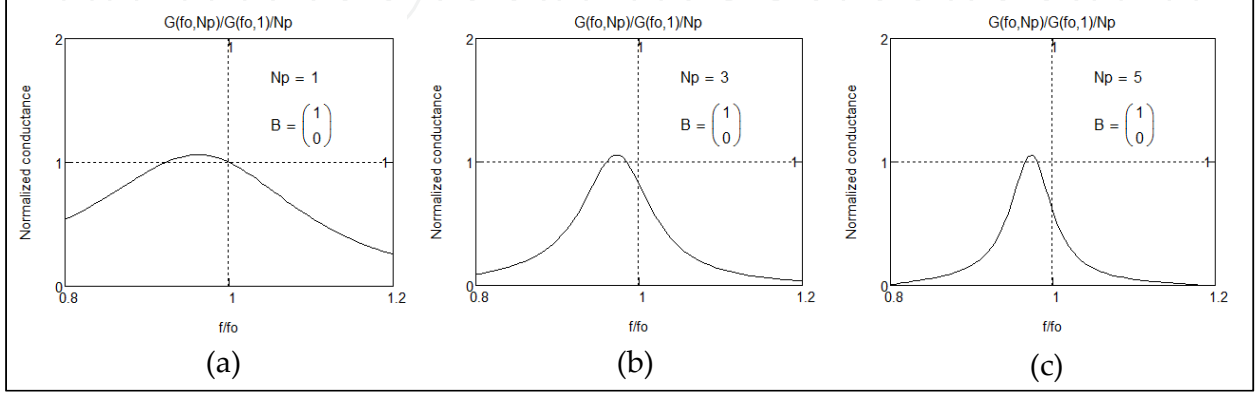 G(fo,Np)/G(fo,1)/Np
2
1
Np = 1
B = (1 0)
Normalized conductance
1
1
0
0.8
1
1.2
f/fo
(a)
G(fo,Np)/G(fo,1)/Np
2
1
Np = 3
B = (1 0)
Normalized conductance
1
1
0
0.8
1
1.2
f/fo
(b)
G(fo,Np)/G(fo,1)/Np
2
1
Np = 5
B = (1 0)
Normalized conductance
1
1
0
0.8
1
1.2
f/fo
(c)